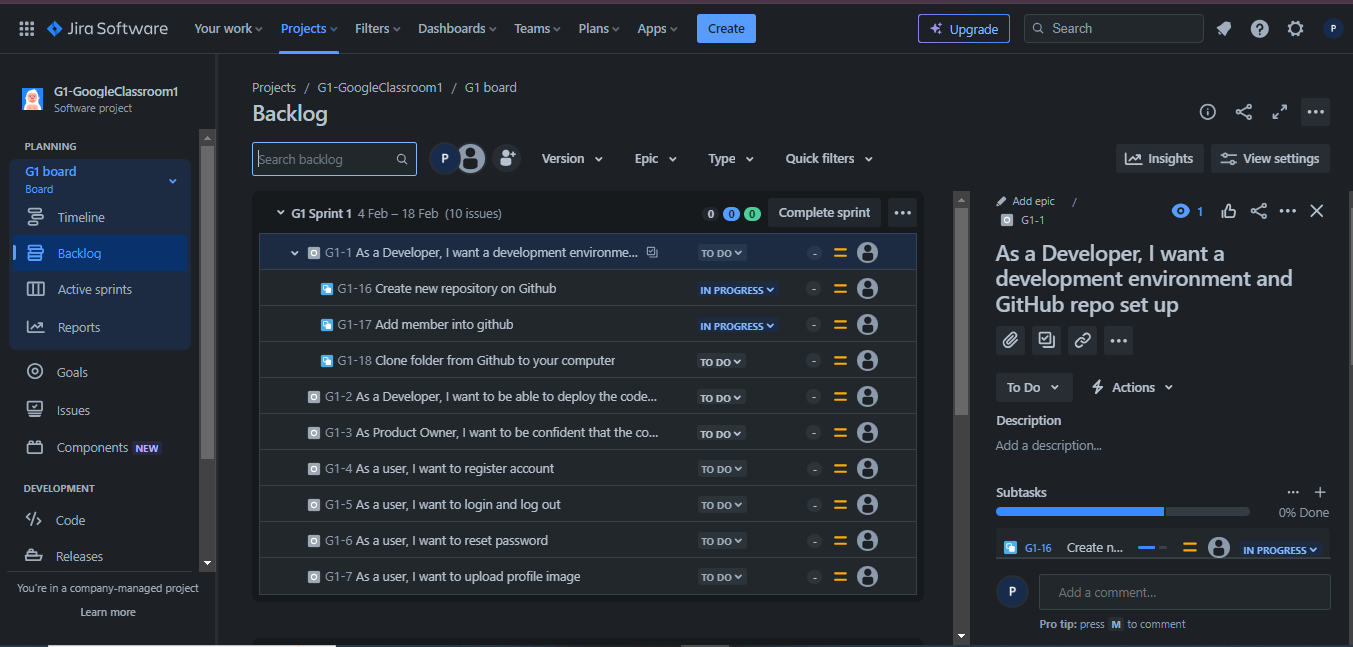 Jira Software Your work Projects Filters Dashboards Teams Plans Apps Create Upgrade Search P
G1-GoogleClassroom1
Software project
PLANNING
G1 board
Board
Timeline
Backlog
Active sprints
Reports
Goals
Issues
Components NEW
DEVELOPMENT
Code
Releases
You're in a company-managed project
Learn more
Projects / G1-GoogleClassroom1 / G1 board
Backlog
Search backlog P Version Epic Type Quick filters Insights View settings
G1 Sprint 1 4 Feb – 18 Feb (10 issues) 0 0 0 Complete sprint
G1-1 As a Developer, I want a development environme... TO DO -
G1-16 Create new repository on Github IN PROGRESS -
G1-17 Add member into github IN PROGRESS -
G1-18 Clone folder from Github to your computer TO DO -
G1-2 As a Developer, I want to be able to deploy the code... TO DO -
G1-3 As Product Owner, I want to be confident that the co... TO DO -
G1-4 As a user, I want to register account TO DO -
G1-5 As a user, I want to login and log out TO DO -
G1-6 As a user, I want to reset password TO DO -
G1-7 As a user, I want to upload profile image TO DO -
Add epic /
G1-1
1
As a Developer, I want a
development environment and
GitHub repo set up
To Do Actions
Description
Add a description...
Subtasks
0% Done
G1-16 Create n... IN PROGRESS
P Add a comment...
Pro tip: press M to comment